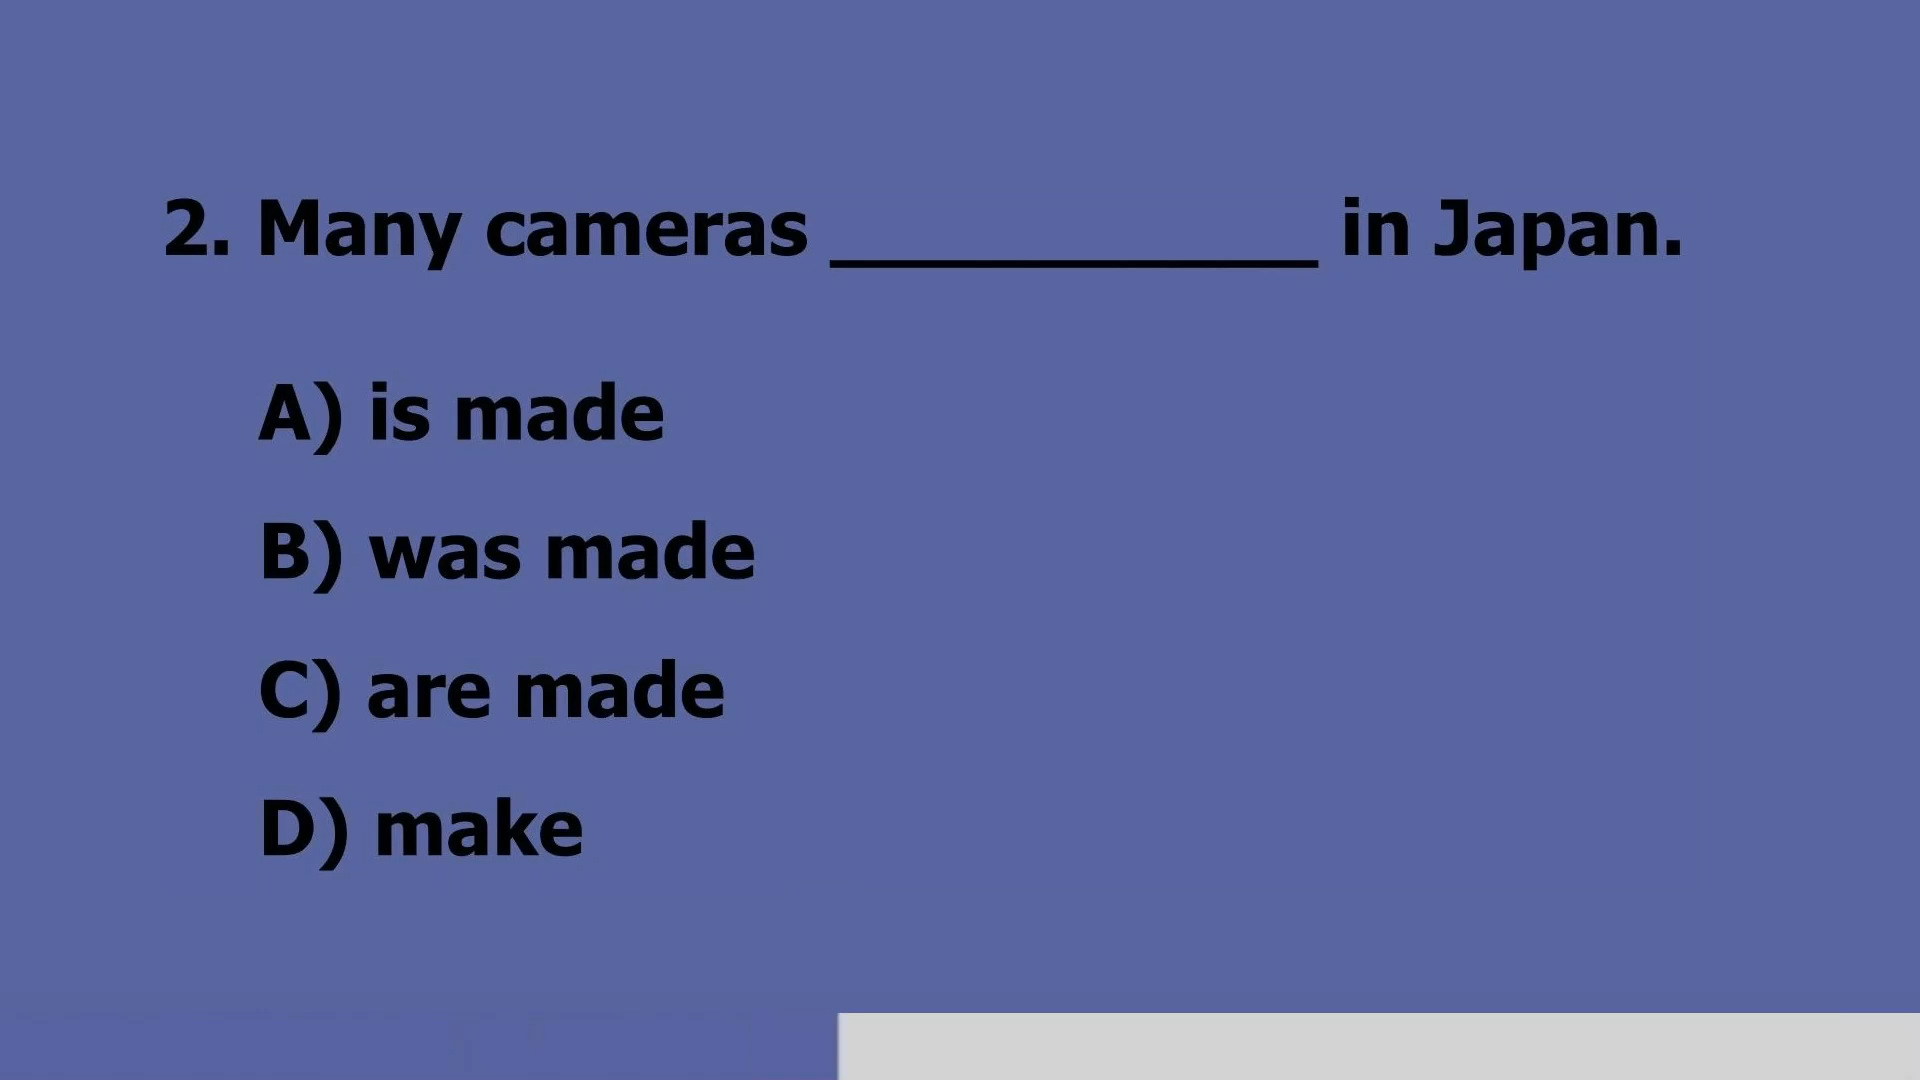 2. Many cameras ____________ in Japan.
A) is made
B) was made
C) are made
D) make